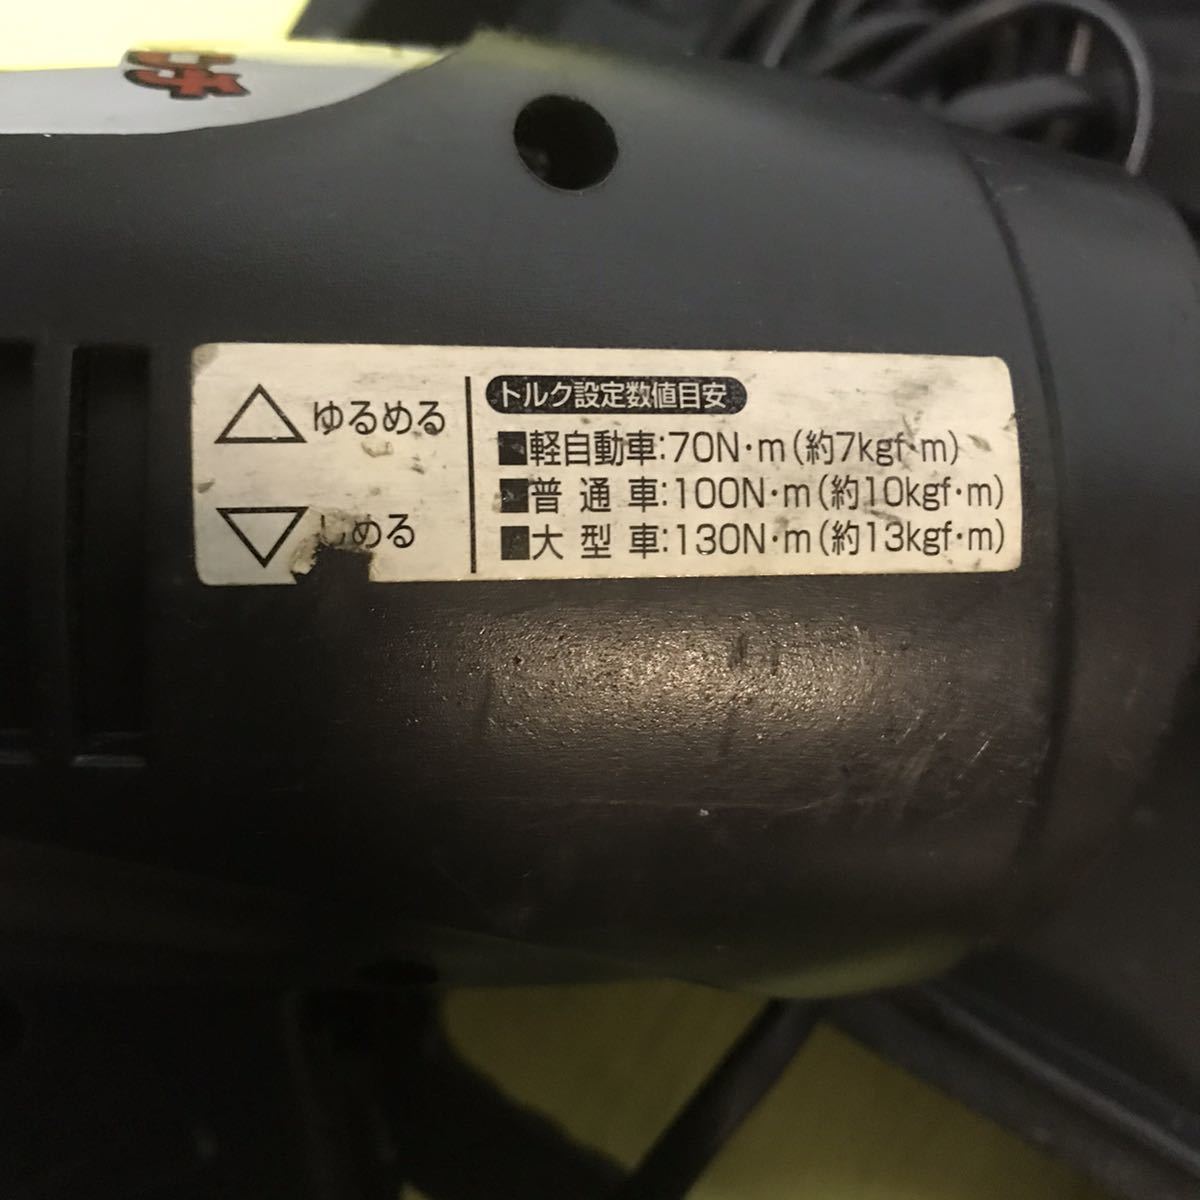 △ゆるめる
▽しめる
トルク設定数値目安
■軽自動車:70N・m(約7kgf・m)
■普通車:100N・m(約10kgf・m)
■大型車:130N・m(約13kgf・m)